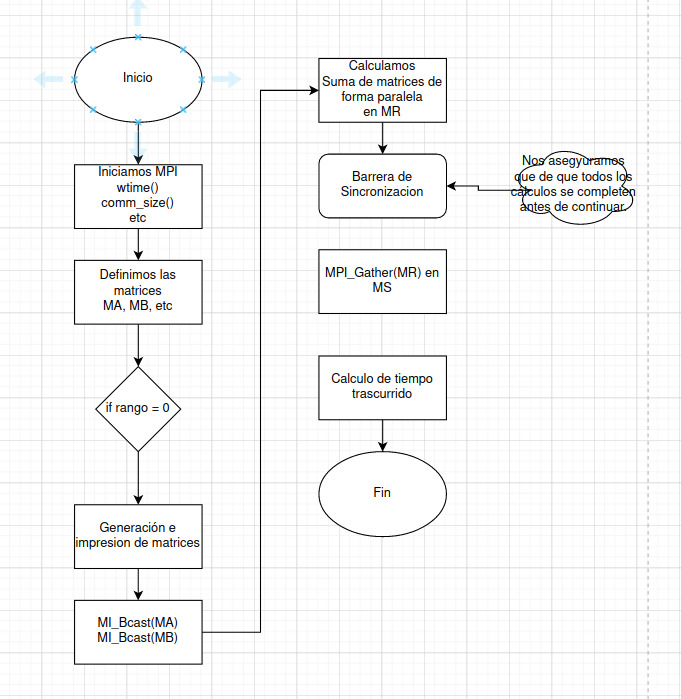 Inicio
Iniciamos MPI
wtime()
comm_size()
etc
Definimos las
matrices
MA, MB, etc
if rango = 0
Generación e
impresion de matrices
MI_Bcast(MA)
MI_Bcast(MB)
Calculamos
Suma de matrices de
forma paralela
en MR
Barrera de
Sincronizacion
Nos asegyuramos
que de que todos los
calculos se completen
antes de continuar.
MPI_Gather(MR) en
MS
Calculo de tiempo
trascurrido
Fin